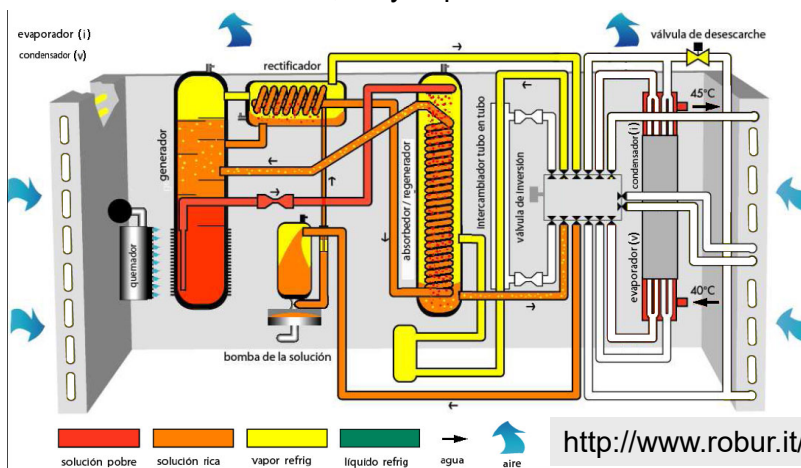 evaporador (i)
condensador (v)
rectificador
válvula de desescarche
generador
quemador
absorbedor / regenerador
Intercambiador tubo en tubo
válvula de inversión
condensador (i)
evaporador (v)
45°C
40°C
bomba de la solución
solución pobre
solución rica
vapor refrig
líquido refrig
agua
aire
http://www.robur.it/